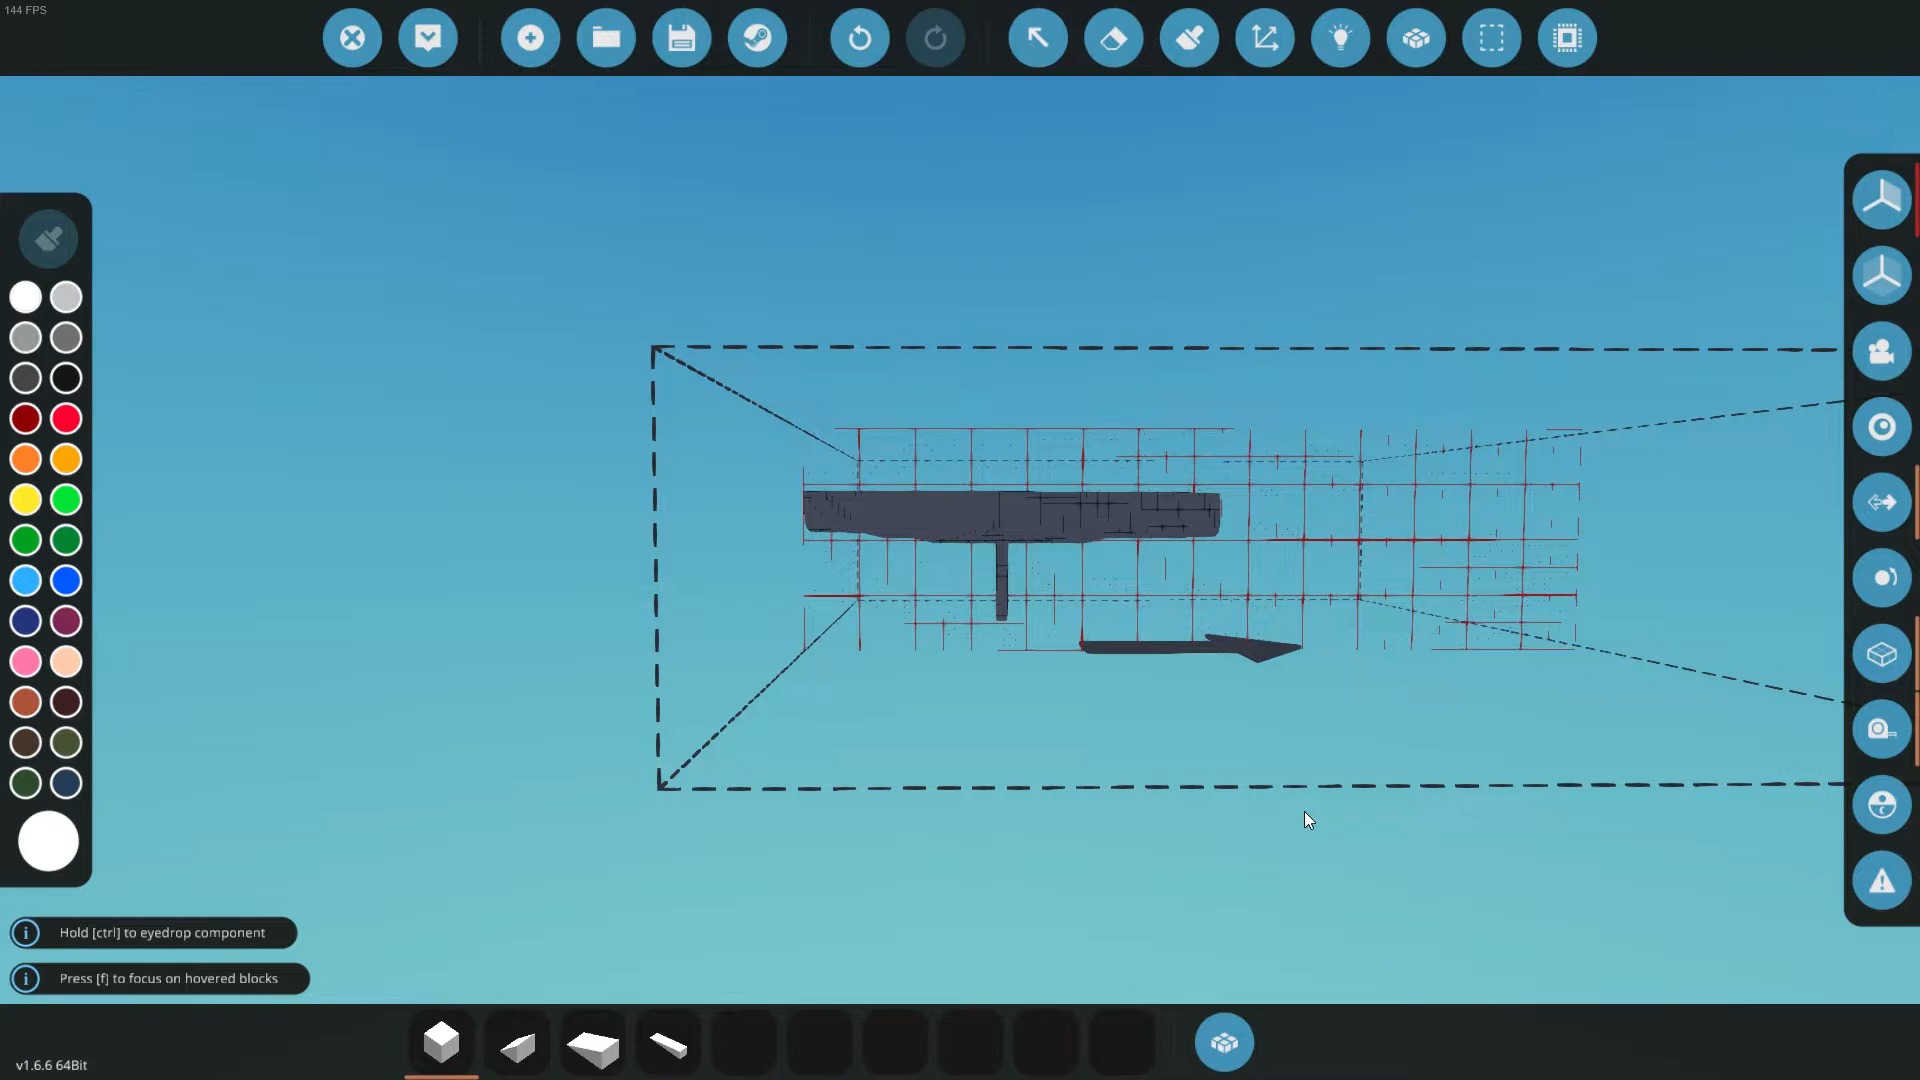 144 FPS
Hold [ctrl] to eyedrop component
Press [f] to focus on hovered blocks
v1.6.6 64Bit